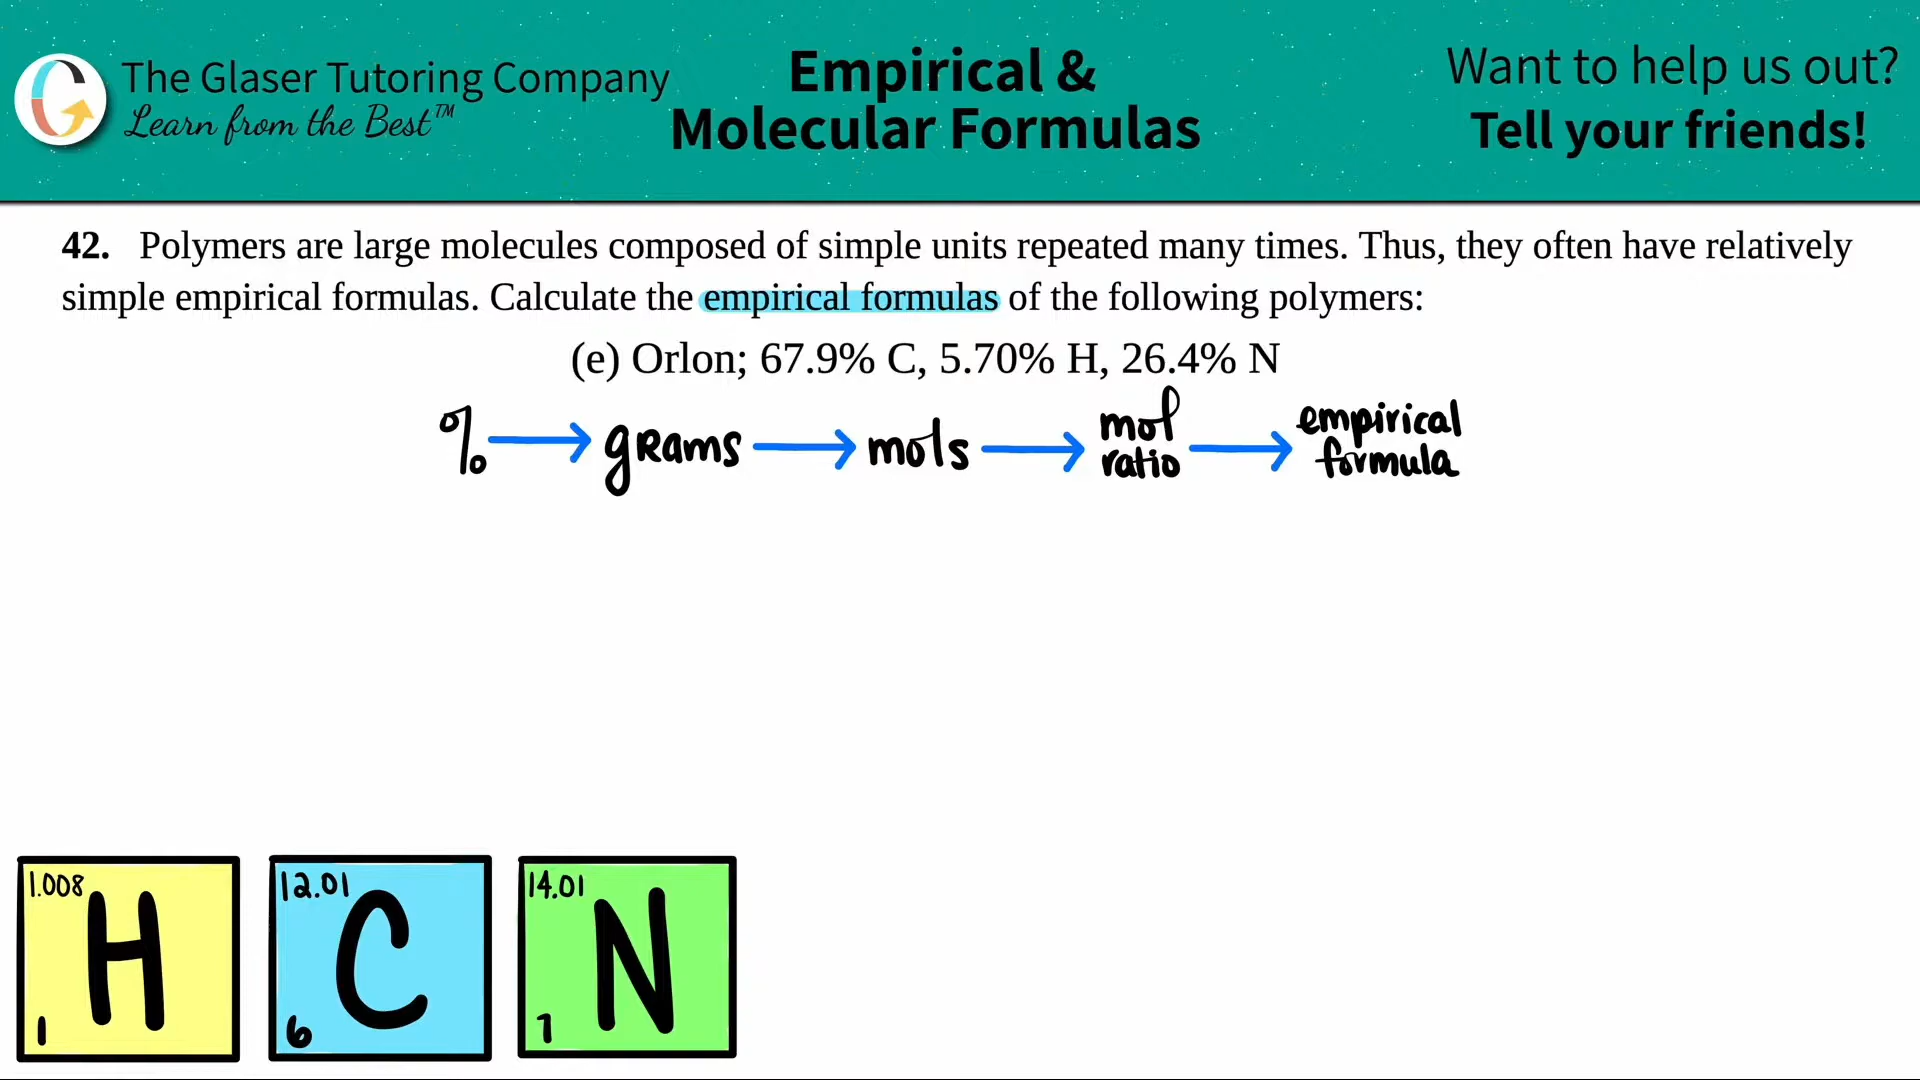 The Glaser Tutoring Company
Learn from the Best™
Empirical &
Molecular Formulas
Want to help us out?
Tell your friends!
42. Polymers are large molecules composed of simple units repeated many times. Thus, they often have relatively
simple empirical formulas. Calculate the empirical formulas of the following polymers:
(e) Orlon; 67.9% C, 5.70% H, 26.4% N
% → grams → mols → mol ratio → empirical formula
1.008
H
1
12.01
C
6
14.01
N
7